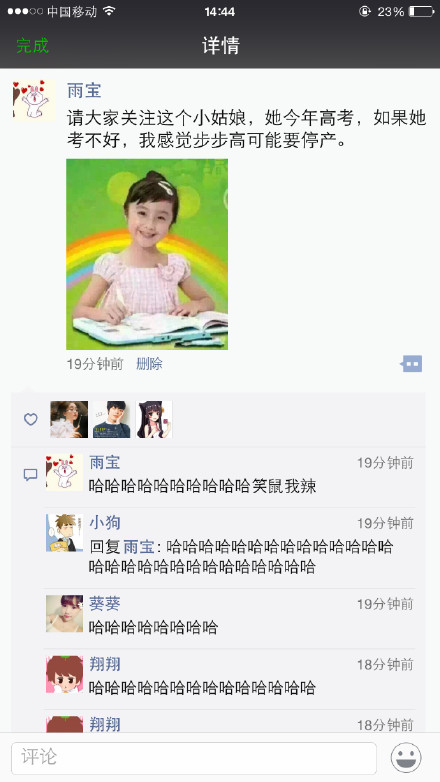 中国移动 14:44 23%
完成 详情
雨宝
请大家关注这个小姑娘，她今年高考，如果她
考不好，我感觉步步高可能要停产。
19分钟前 删除
雨宝 19分钟前
哈哈哈哈哈哈哈哈哈哈笑鼠我辣
小狗 19分钟前
回复雨宝: 哈哈哈哈哈哈哈哈哈哈哈哈哈哈
哈哈哈哈哈哈哈哈哈哈哈哈哈哈
葵葵 19分钟前
哈哈哈哈哈哈哈哈
翔翔 18分钟前
哈哈哈哈哈哈哈哈哈哈哈哈哈哈
翔翔 18分钟前
评论